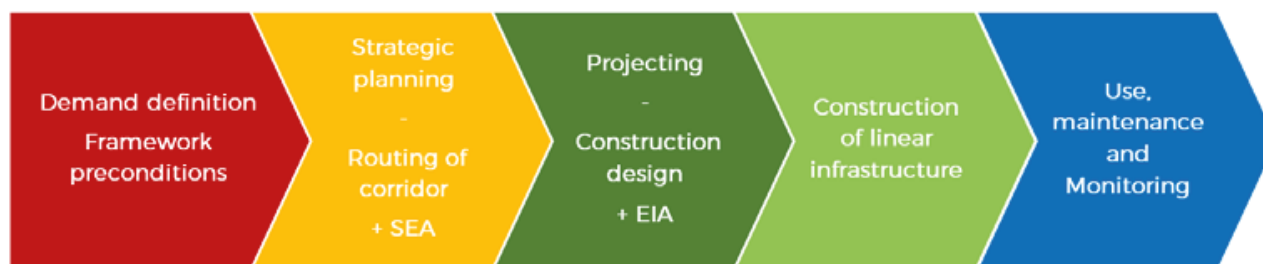 Demand definition
Framework
preconditions
Strategic
planning
-
Routing of
corridor
+ SEA
Projecting
-
Construction
design
+ EIA
Construction
of linear
infrastructure
Use,
maintenance
and
Monitoring